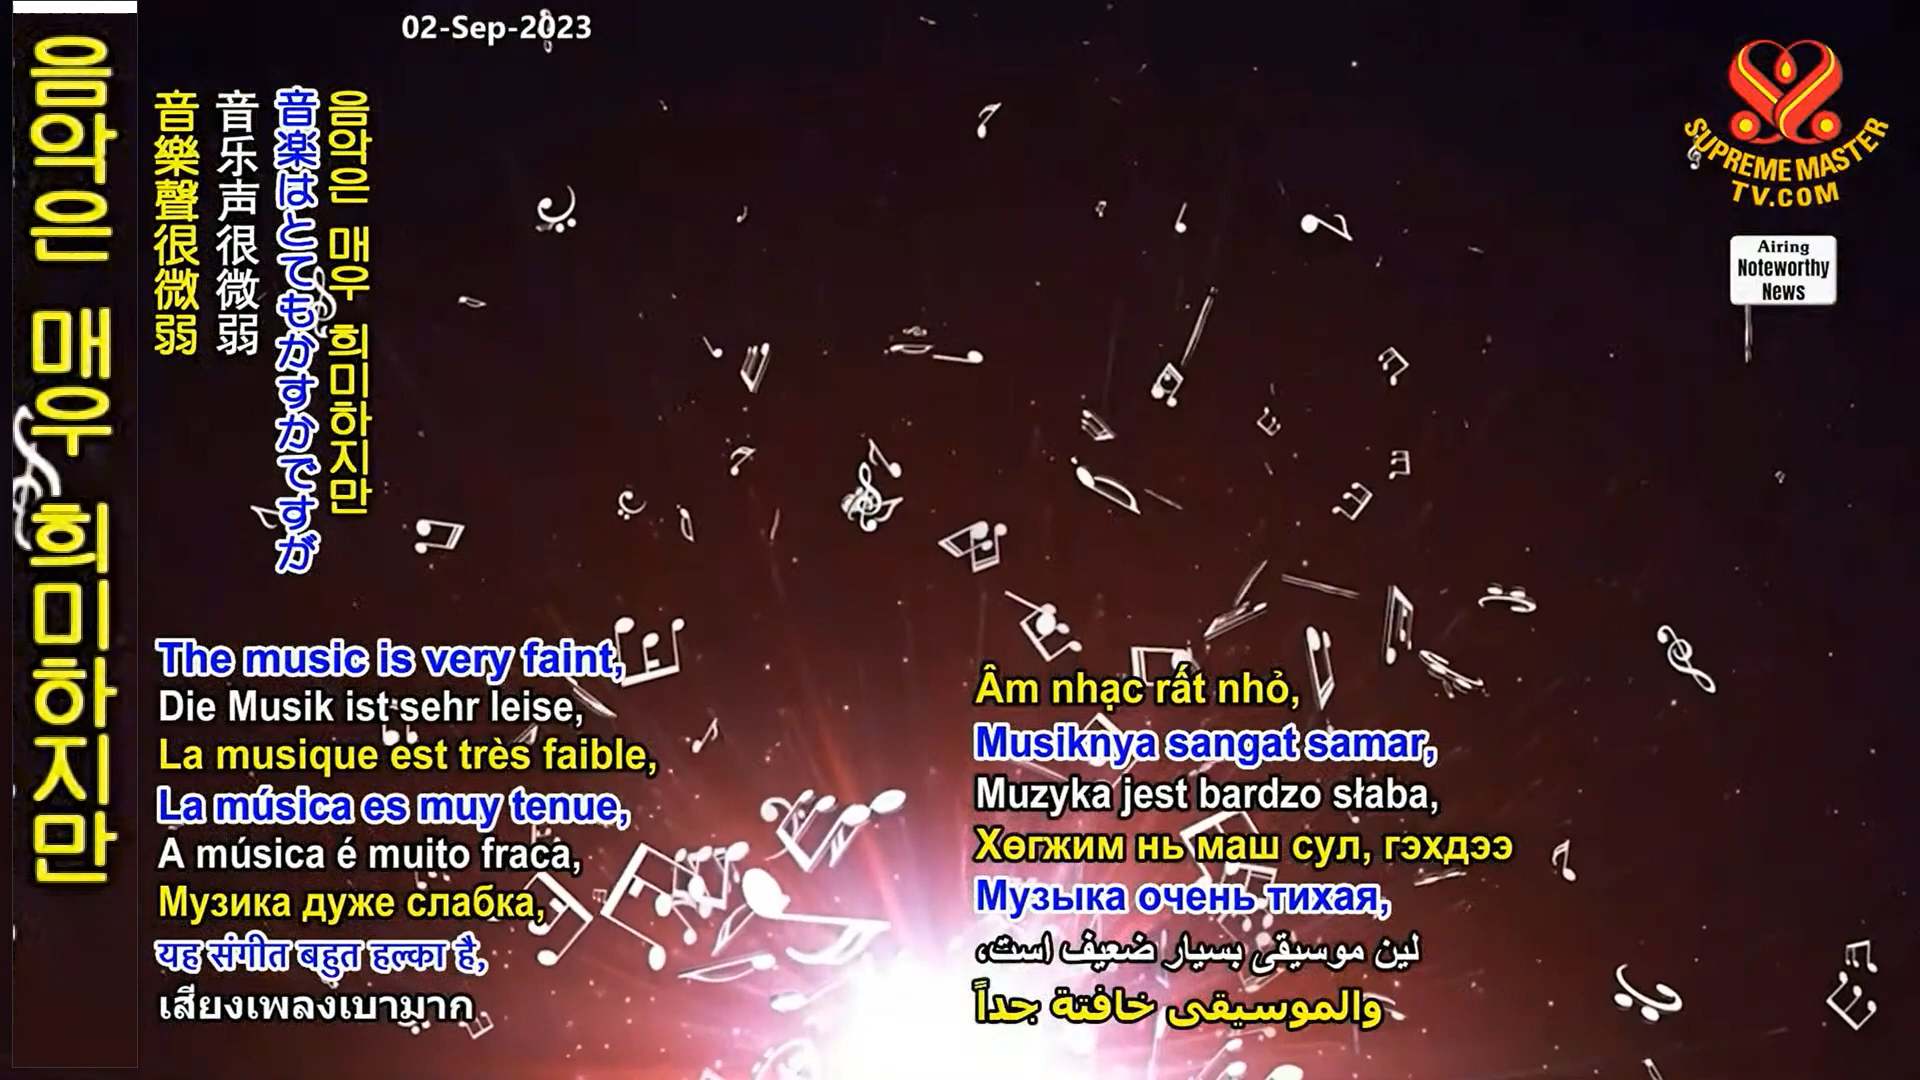 02-Sep-2023
음악은 매우 희미하지만
音樂聲很微弱
音乐声很微弱
音楽はとてもかすかですが
음악은 매우 희미하지만
SUPREME MASTER
TV.COM
Airing
Noteworthy
News
The music is very faint,
Die Musik ist sehr leise,
La musique est très faible,
La música es muy tenue,
A música é muito fraca,
Музика дуже слабка,
यह संगीत बहुत हल्का है,
เสียงเพลงเบามาก
Âm nhạc rất nhỏ,
Musiknya sangat samar,
Muzyka jest bardzo słaba,
Хөгжим нь маш сул, гэхдээ
Музыка очень тихая,
لین موسیقی بسیار ضعیف است،
والموسيقى خافتة جداً